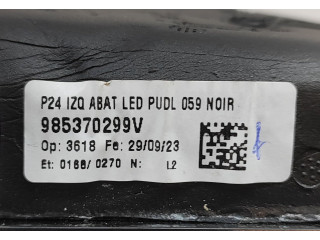 P24 IZQ ABAT LED PUDL 059 NOIR
985370299V
Op: 3618 Fe: 29/09/23
Et: 0168/ 0270 N: L2